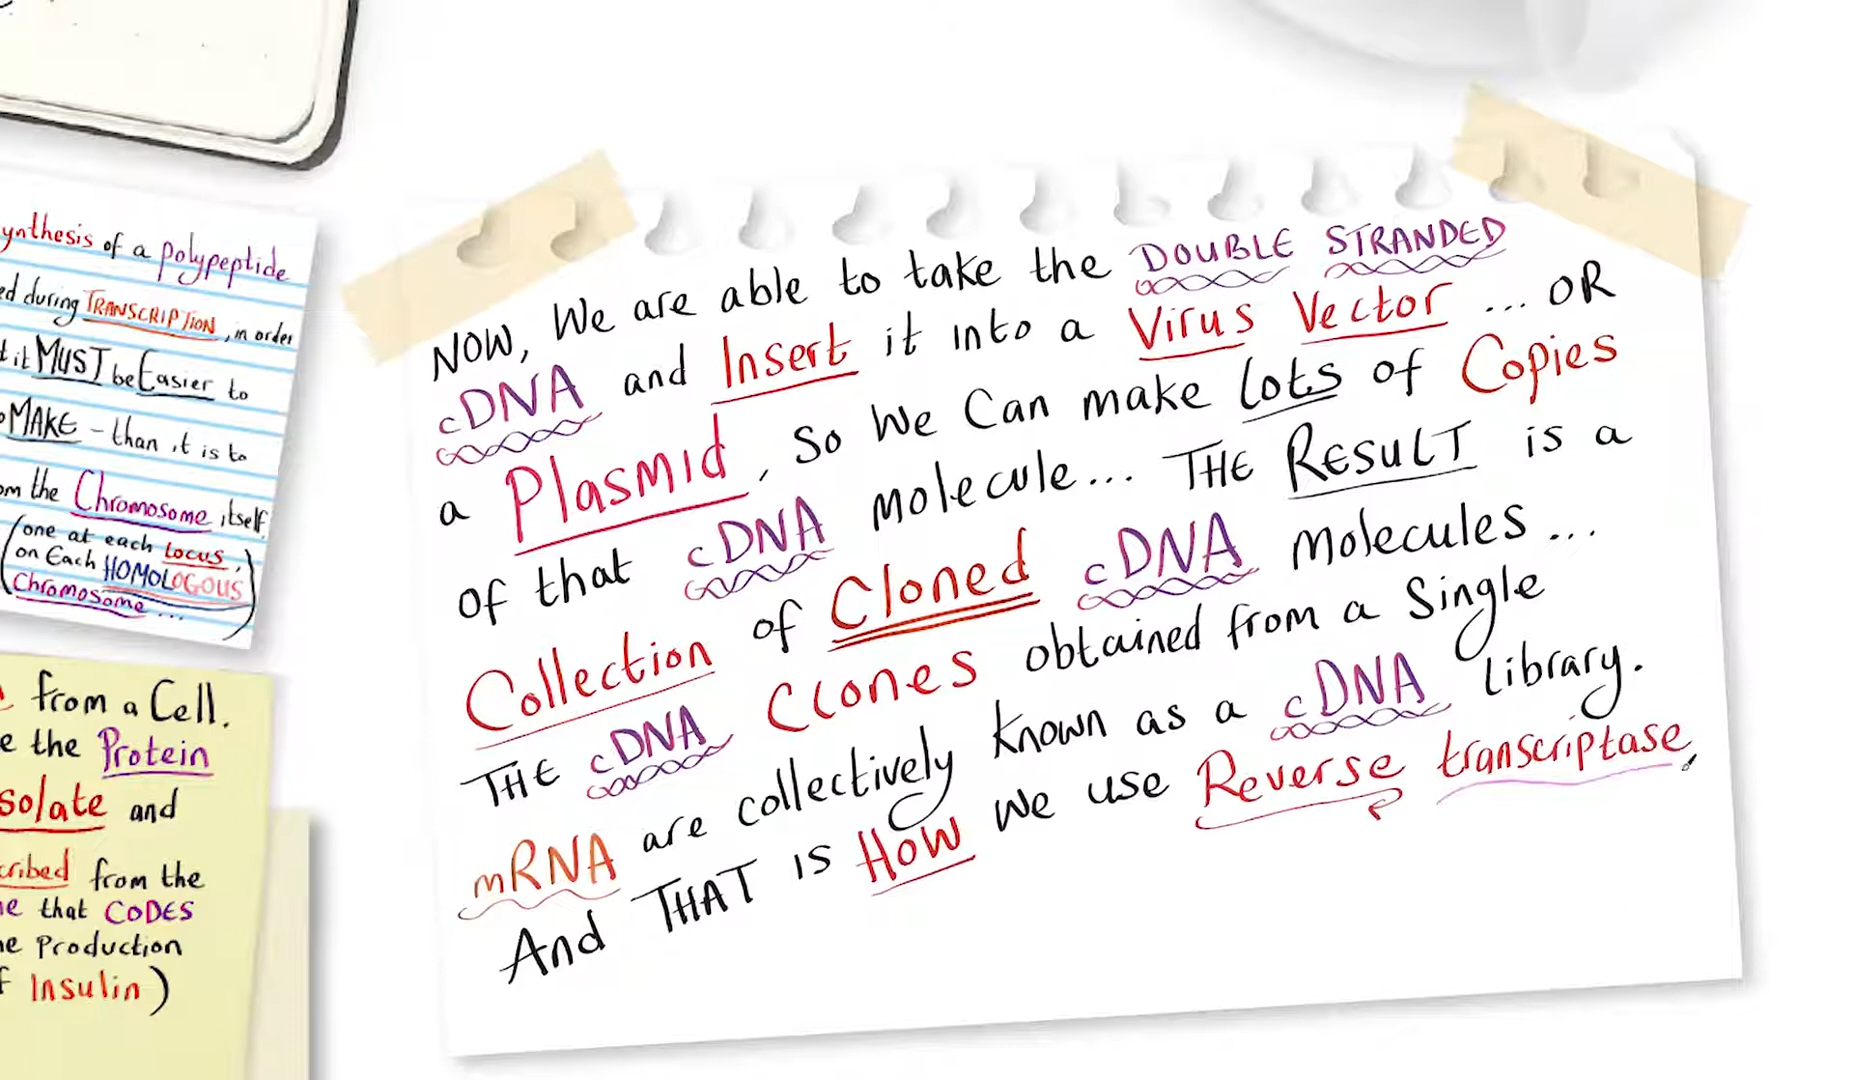 ynthesis of a polypeptide
ed during TRANSCRIPTION, in order
t it MUST be Easier to
MAKE - than it is to
om the Chromosome itself
(one at each locus,
on Each HOMOLOGOUS
Chromosome...)
from a Cell.
e the Protein
solate and
cribed from the
e that CODES
e Production
f Insulin)
NOW, We are able to take the DOUBLE STRANDED
cDNA and Insert it into a Virus Vector ... OR
a Plasmid, So We Can make lots of Copies
of that cDNA molecule... THE RESULT is a
Collection of Cloned cDNA molecules...
THE cDNA Clones obtained from a Single
mRNA are collectively known as a cDNA library.
And THAT IS HOW We use Reverse transcriptase.